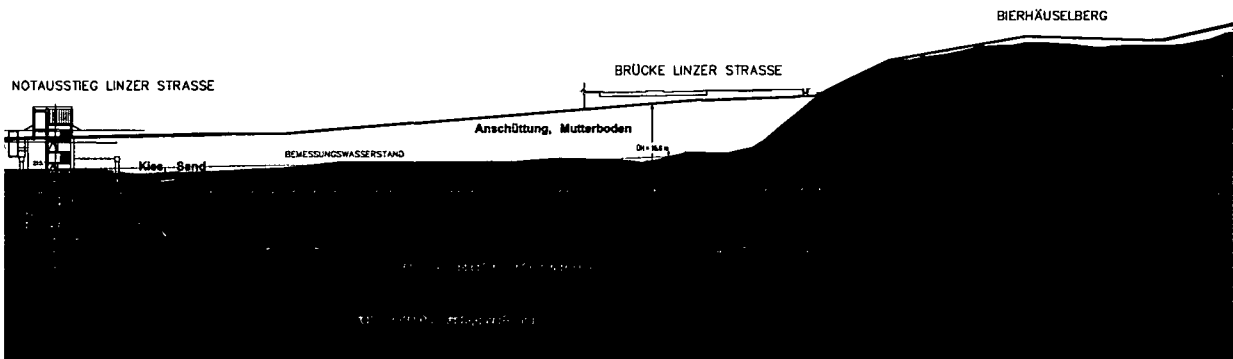 BIERHÄUSELBERG
BRÜCKE LINZER STRASSE
NOTAUSSTIEG LINZER STRASSE
Anschüttung, Mutterboden
BEMESSUNGSWASSERSTAND
Kies, Sand